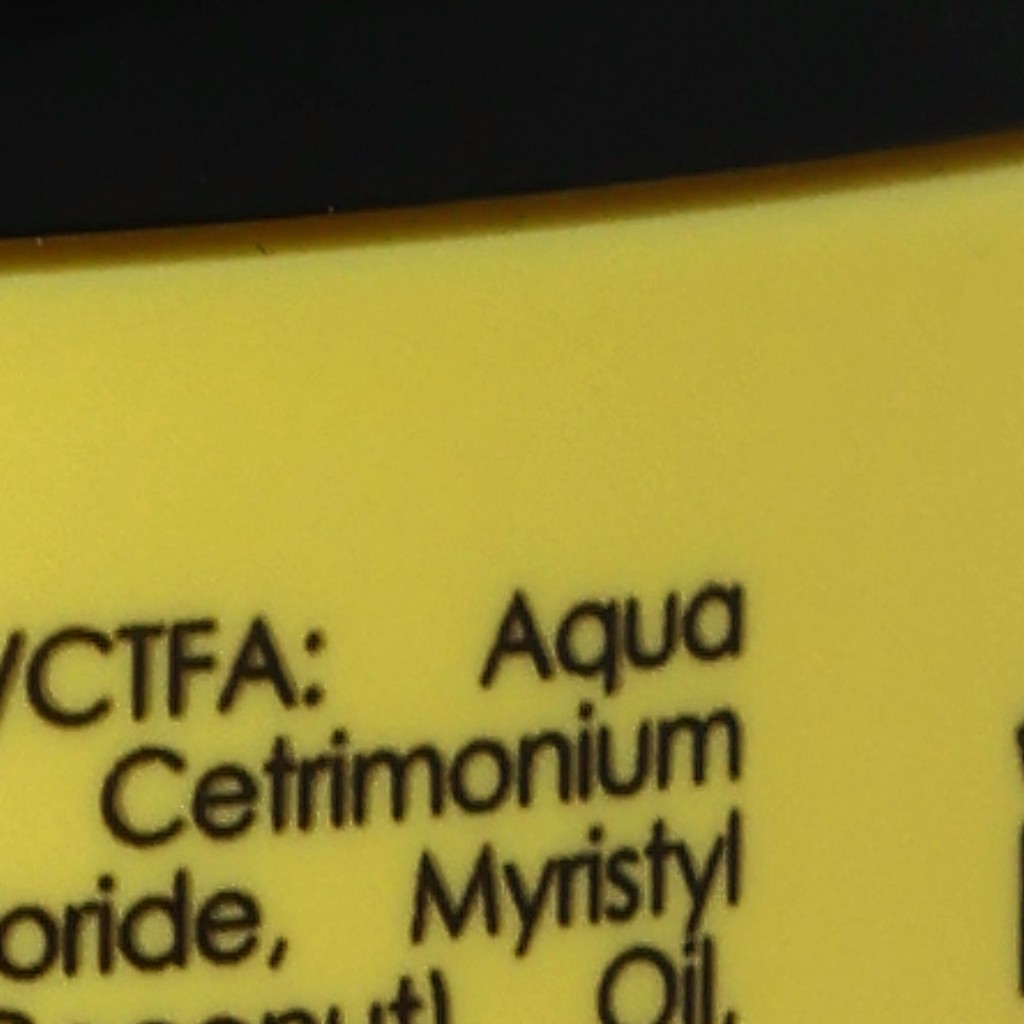 /CTFA: Aqua
Cetrimonium
oride, Myristyl
Oil,